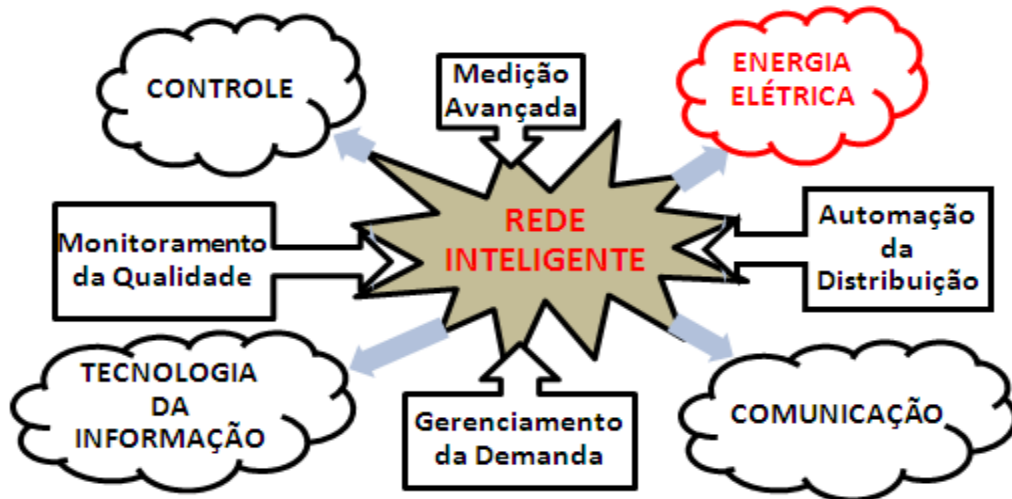 CONTROLE
Medição
Avançada
ENERGIA
ELÉTRICA
Monitoramento
da Qualidade
REDE
INTELIGENTE
Automação
da
Distribuição
TECNOLOGIA
DA
INFORMAÇÃO
Gerenciamento
da Demanda
COMUNICAÇÃO